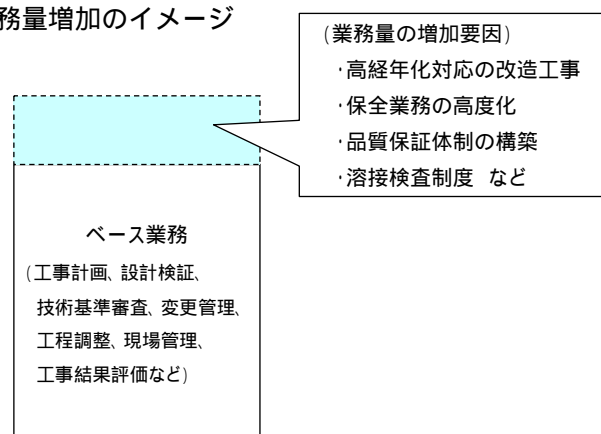 務量増加のイメージ
(業務量の増加要因)
・高経年化対応の改造工事
・保全業務の高度化
・品質保証体制の構築
・溶接検査制度 など
ベース業務
(工事計画、設計検証、
技術基準審査、変更管理、
工程調整、現場管理、
工事結果評価など)